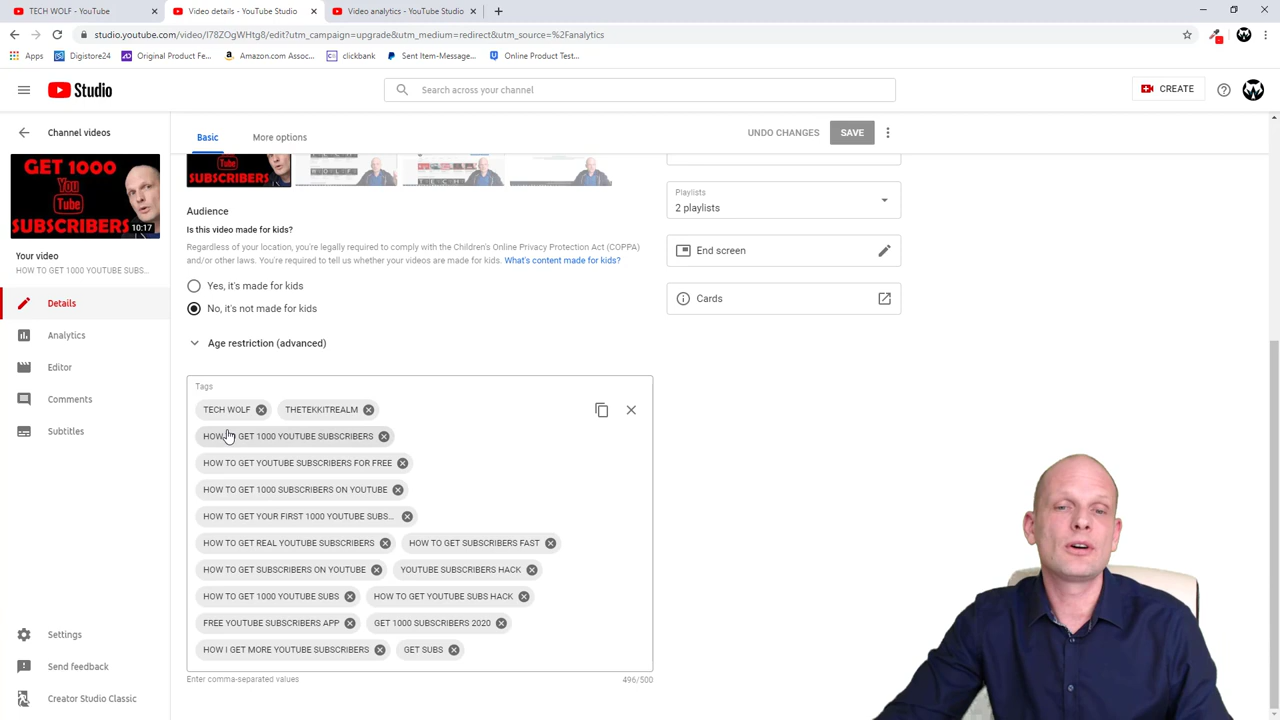 TECH WOLF - YouTube
Video details - YouTube Studio
Video analytics - YouTube Studio
studio.youtube.com/video/I78ZOgWHtg8/edit?utm_campaign=upgrade&utm_medium=redirect&utm_source=%2Fanalytics
Apps
Digistore24
Original Product Fe...
Amazon.com Assoc...
clickbank
Sent Item-Message...
Online Product Test...
Studio
Search across your channel
CREATE
Channel videos
Basic
More options
UNDO CHANGES
SAVE
GET 1000
You
Tube
SUBSCRIBERS
10:17
Your video
HOW TO GET 1000 YOUTUBE SUBS...
Details
Analytics
Editor
Comments
Subtitles
Settings
Send feedback
Creator Studio Classic
Tube
SUBSCRIBERS
Audience
Is this video made for kids?
Regardless of your location, you're legally required to comply with the Children's Online Privacy Protection Act (COPPA)
and/or other laws. You're required to tell us whether your videos are made for kids. What's content made for kids?
Yes, it's made for kids
No, it's not made for kids
Age restriction (advanced)
Tags
TECH WOLF
THETEKKITREALM
HOW GET 1000 YOUTUBE SUBSCRIBERS
HOW TO GET YOUTUBE SUBSCRIBERS FOR FREE
HOW TO GET 1000 SUBSCRIBERS ON YOUTUBE
HOW TO GET YOUR FIRST 1000 YOUTUBE SUBS...
HOW TO GET REAL YOUTUBE SUBSCRIBERS
HOW TO GET SUBSCRIBERS FAST
HOW TO GET SUBSCRIBERS ON YOUTUBE
YOUTUBE SUBSCRIBERS HACK
HOW TO GET 1000 YOUTUBE SUBS
HOW TO GET YOUTUBE SUBS HACK
FREE YOUTUBE SUBSCRIBERS APP
GET 1000 SUBSCRIBERS 2020
HOW I GET MORE YOUTUBE SUBSCRIBERS
GET SUBS
Enter comma-separated values
496/500
Playlists
2 playlists
End screen
Cards